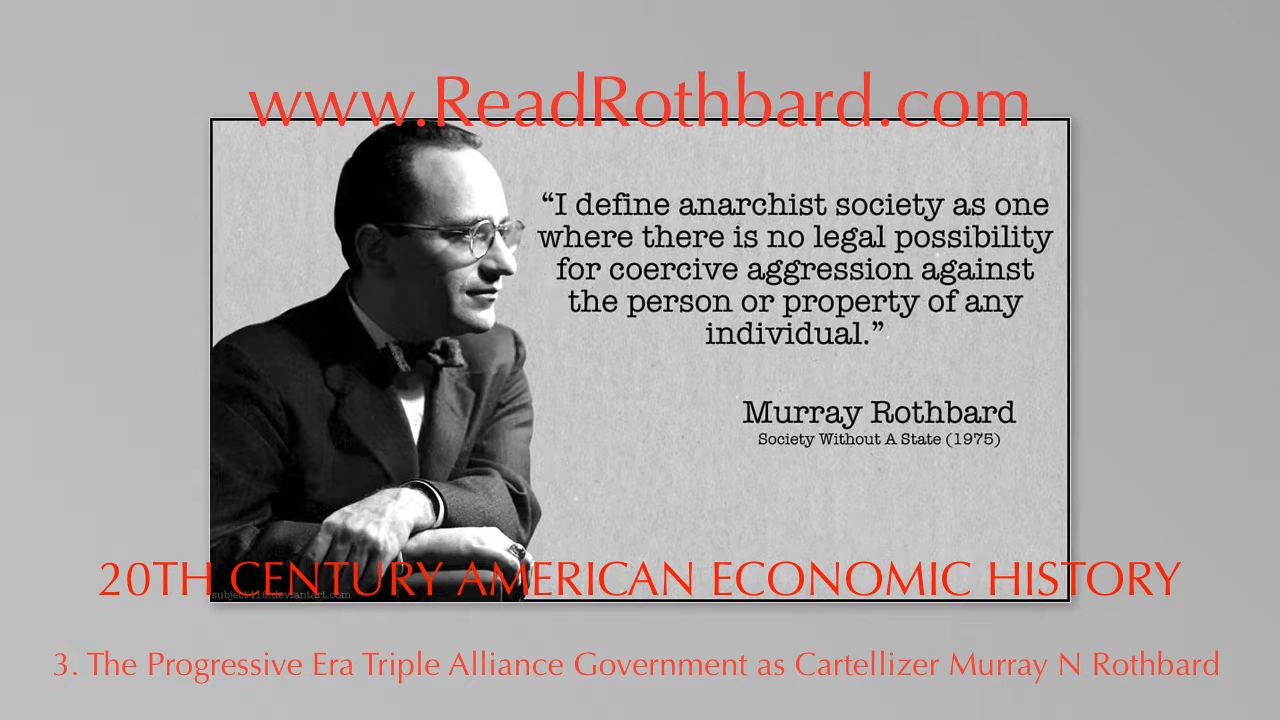 www.ReadRothbard.com
“I define anarchist society as one
where there is no legal possibility
for coercive aggression against
the person or property of any
individual.”
Murray Rothbard
Society Without A State (1975)
20TH CENTURY AMERICAN ECONOMIC HISTORY
3. The Progressive Era Triple Alliance Government as Cartellizer Murray N Rothbard